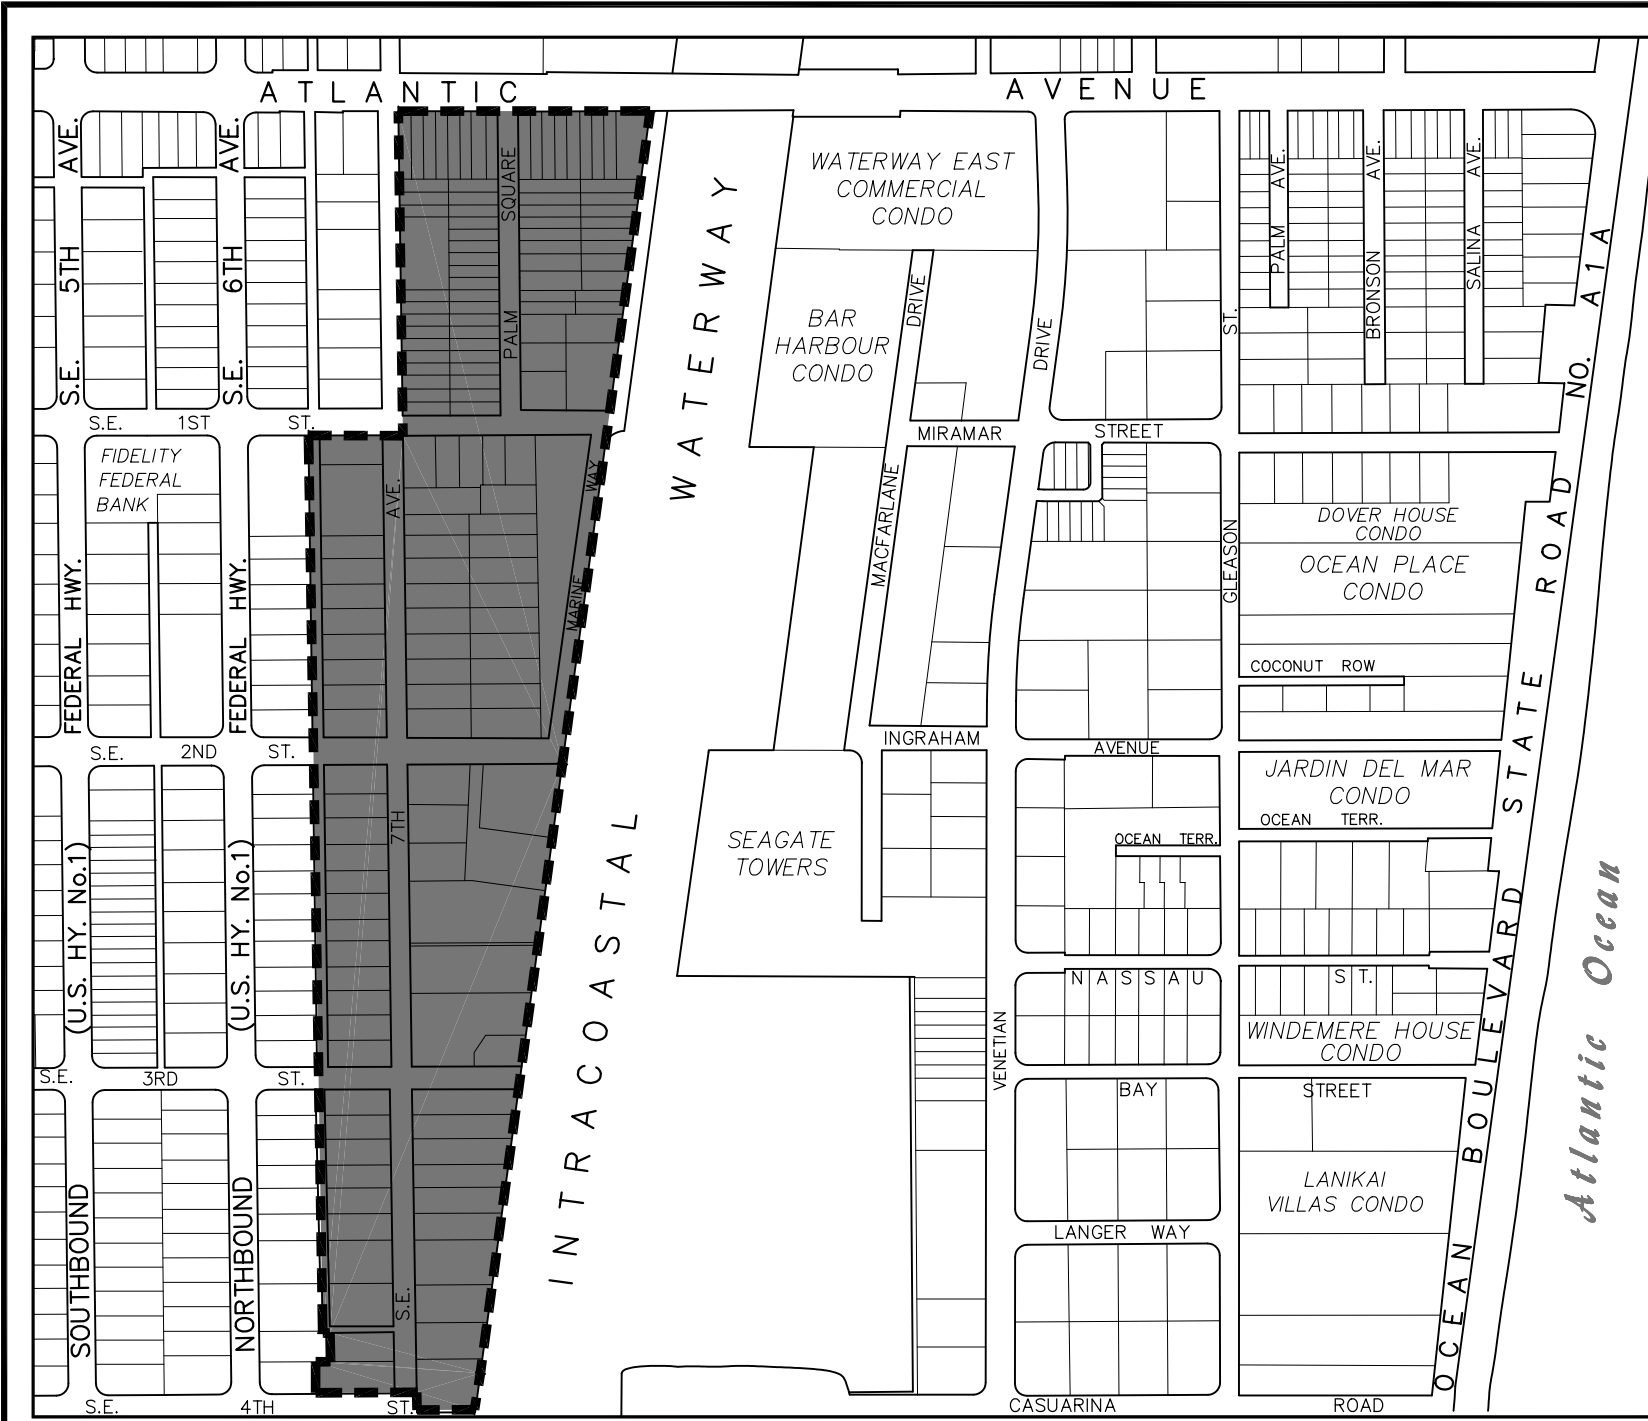 ATLANTIC AVENUE
S.E. 5TH AVE.
S.E. 6TH AVE.
PALM SQUARE
WATERWAY EAST
COMMERCIAL
CONDO
PALM AVE.
BRONSON AVE.
SALINA AVE.
BAR
HARBOUR
CONDO
DRIVE
DRIVE
ST.
S.E. 1ST ST.
MIRAMAR STREET
FIDELITY
FEDERAL
BANK
AVE.
MARINE WAY
MACFARLANE
GLEASON
DOVER HOUSE
CONDO
OCEAN PLACE
CONDO
COCONUT ROW
FEDERAL HWY.
FEDERAL HWY.
S.E. 2ND ST.
INGRAHAM AVENUE
JARDIN DEL MAR
CONDO
OCEAN TERR.
OCEAN TERR.
SEAGATE
TOWERS
7TH
(U.S. HY. No.1)
(U.S. HY. No.1)
INTRACOASTAL WATERWAY
NASSAU ST.
WINDEMERE HOUSE
CONDO
VENETIAN
S.E. 3RD ST.
BAY STREET
LANIKAI
VILLAS CONDO
LANGER WAY
SOUTHBOUND
NORTHBOUND
S.E.
S.E. 4TH ST.
CASUARINA ROAD
OCEAN BOULEVARD STATE ROAD NO. A1A
Atlantic Ocean